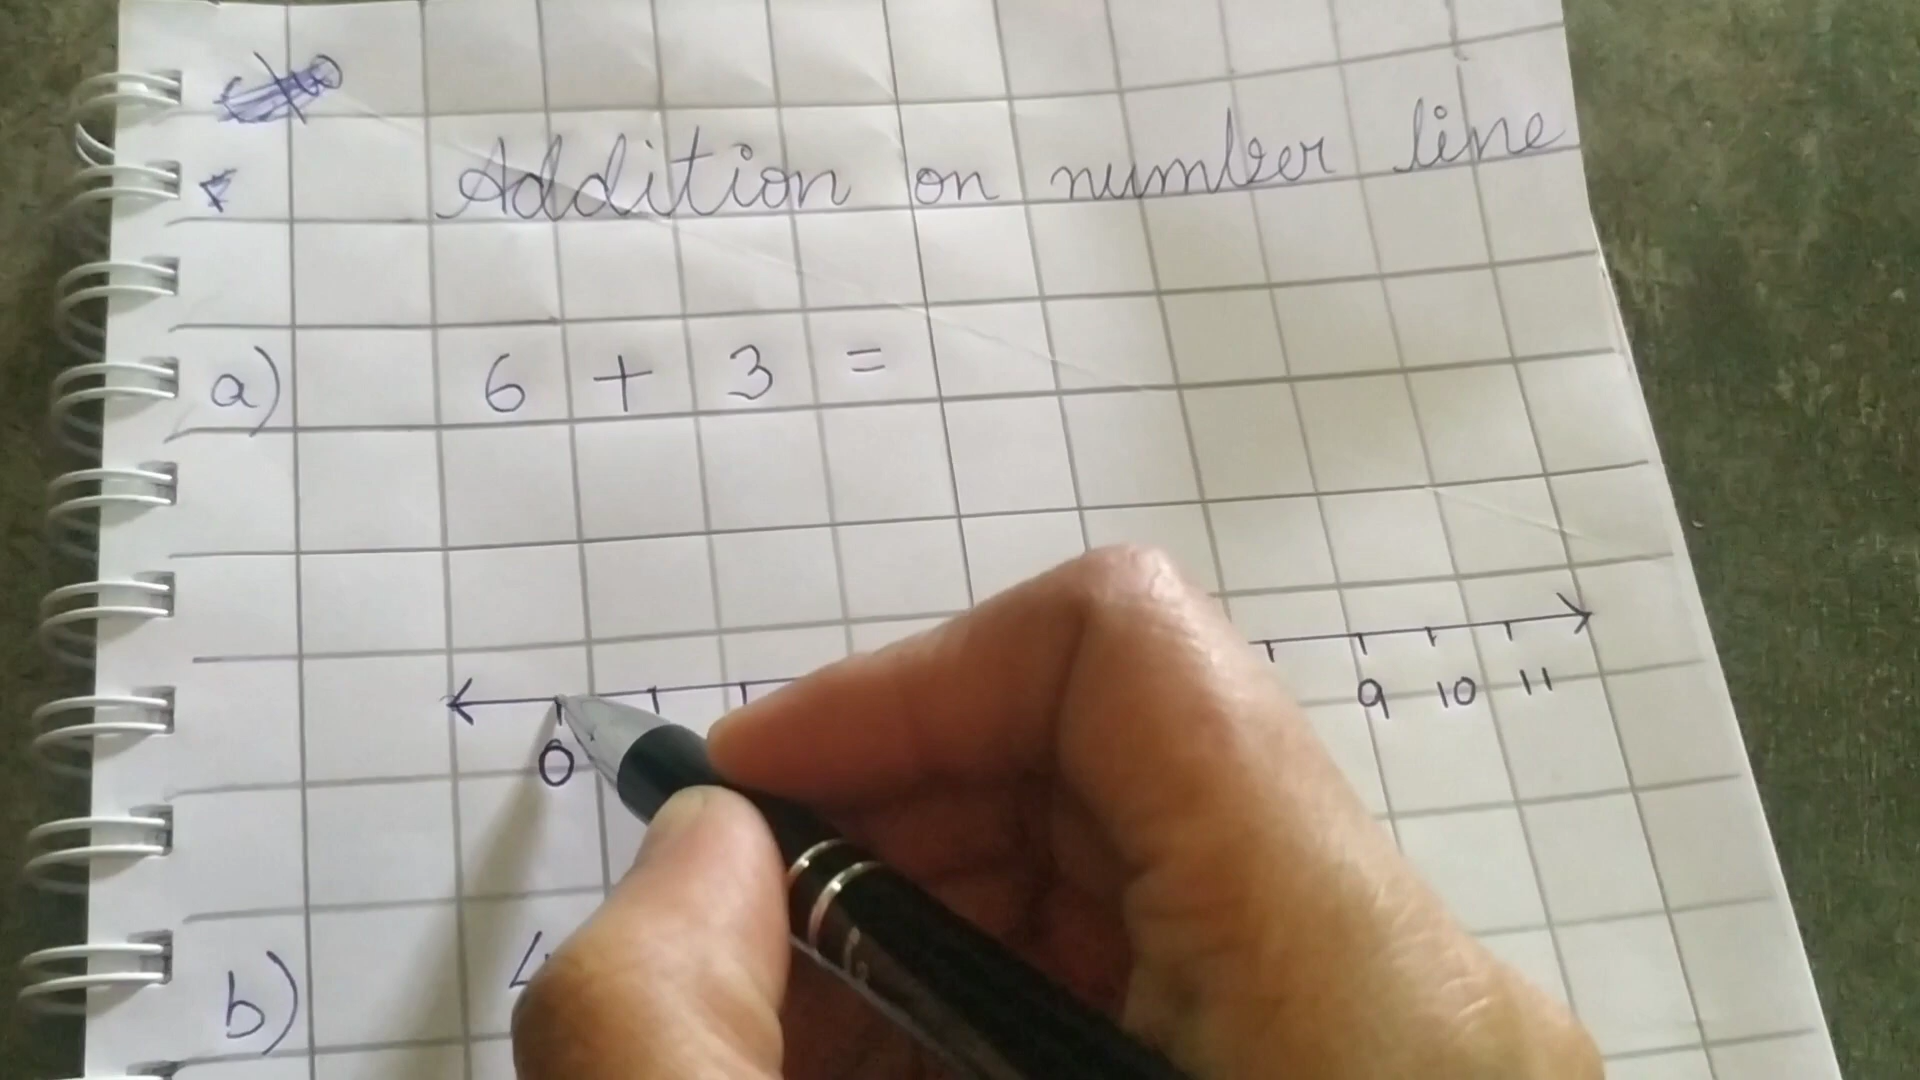 Addition on number line
a) 6 + 3 =
0 9 10 11
b)